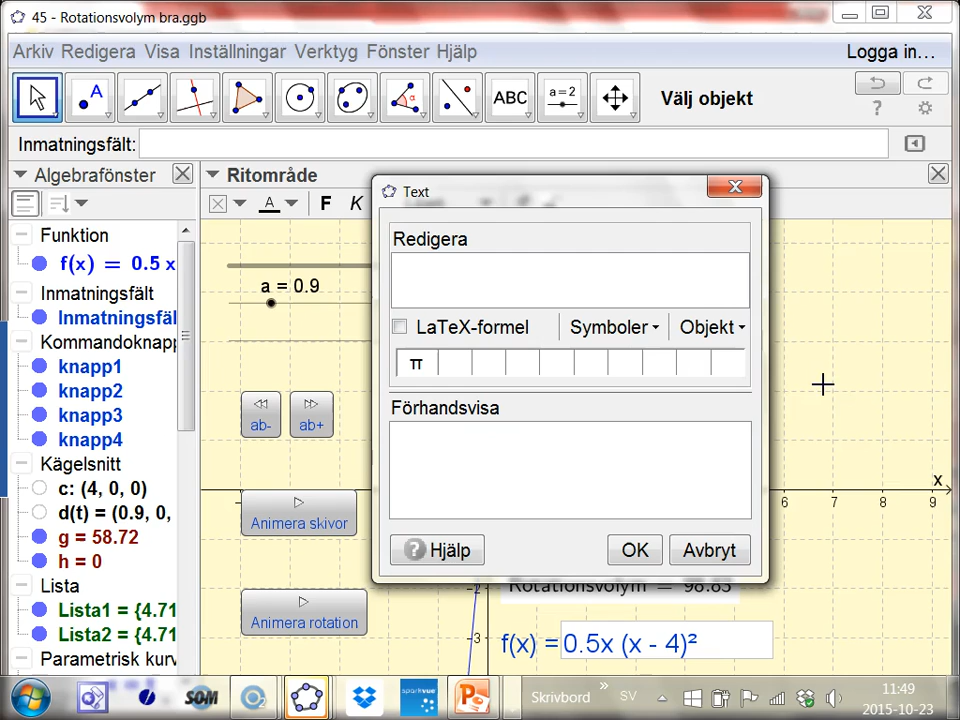 45 - Rotationsvolym bra.ggb
Arkiv Redigera Visa Inställningar Verktyg Fönster Hjälp Logga in...
A ABC a=2 Välj objekt
Inmatningsfält:
Algebrafönster
Ritområde
A F K
Funktion
f(x) = 0.5 x
Inmatningsfält
Inmatningsfäl
Kommandoknapp
knapp1
knapp2
knapp3
knapp4
Kägelsnitt
c: (4, 0, 0)
d(t) = (0.9, 0,
g = 58.72
h = 0
Lista
Lista1 = {4.71
Lista2 = {4.71
Parametrisk kurv
a = 0.9
ab-
ab+
Animera skivor
Animera rotation
Text
Redigera
LaTeX-formel Symboler Objekt
π
Förhandsvisa
? Hjälp OK Avbryt
x
6 7 8 9
-2
-3
Rotationsvolym = 98.83
f(x) = 0.5x (x - 4)²
SOM
sparkvue
Skrivbord
»
SV
11:49
2015-10-23